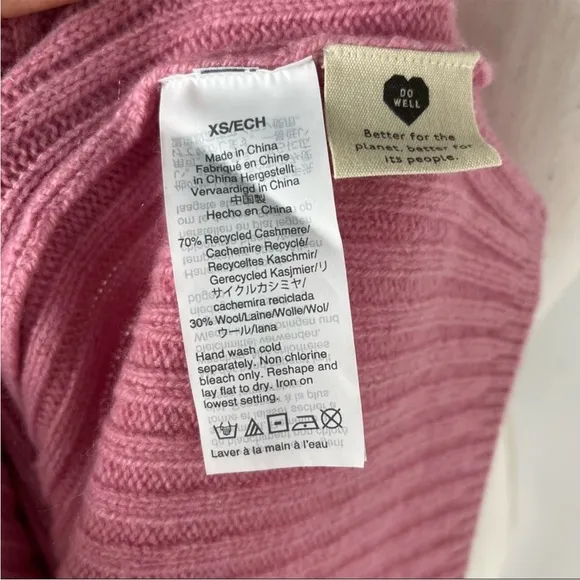 XS/ECH
Made in China
Fabriqué en Chine
in China Hergestellt
Vervaardigd in China
中国製
Hecho en China
70% Recycled Cashmere/
Cachemire Recyclé/
Recyceltes Kaschmir/
Gerecycled Kasjmier/リ
サイクルカシミヤ/
cachemira reciclada
30% Wool/Laine/Wolle/Wol/
ウール/lana
Hand wash cold
separately. Non chlorine
bleach only. Reshape and
lay flat to dry. Iron on
lowest setting.
Laver à la main à l'eau
DO
WELL
Better for the
planet, better for
its people.